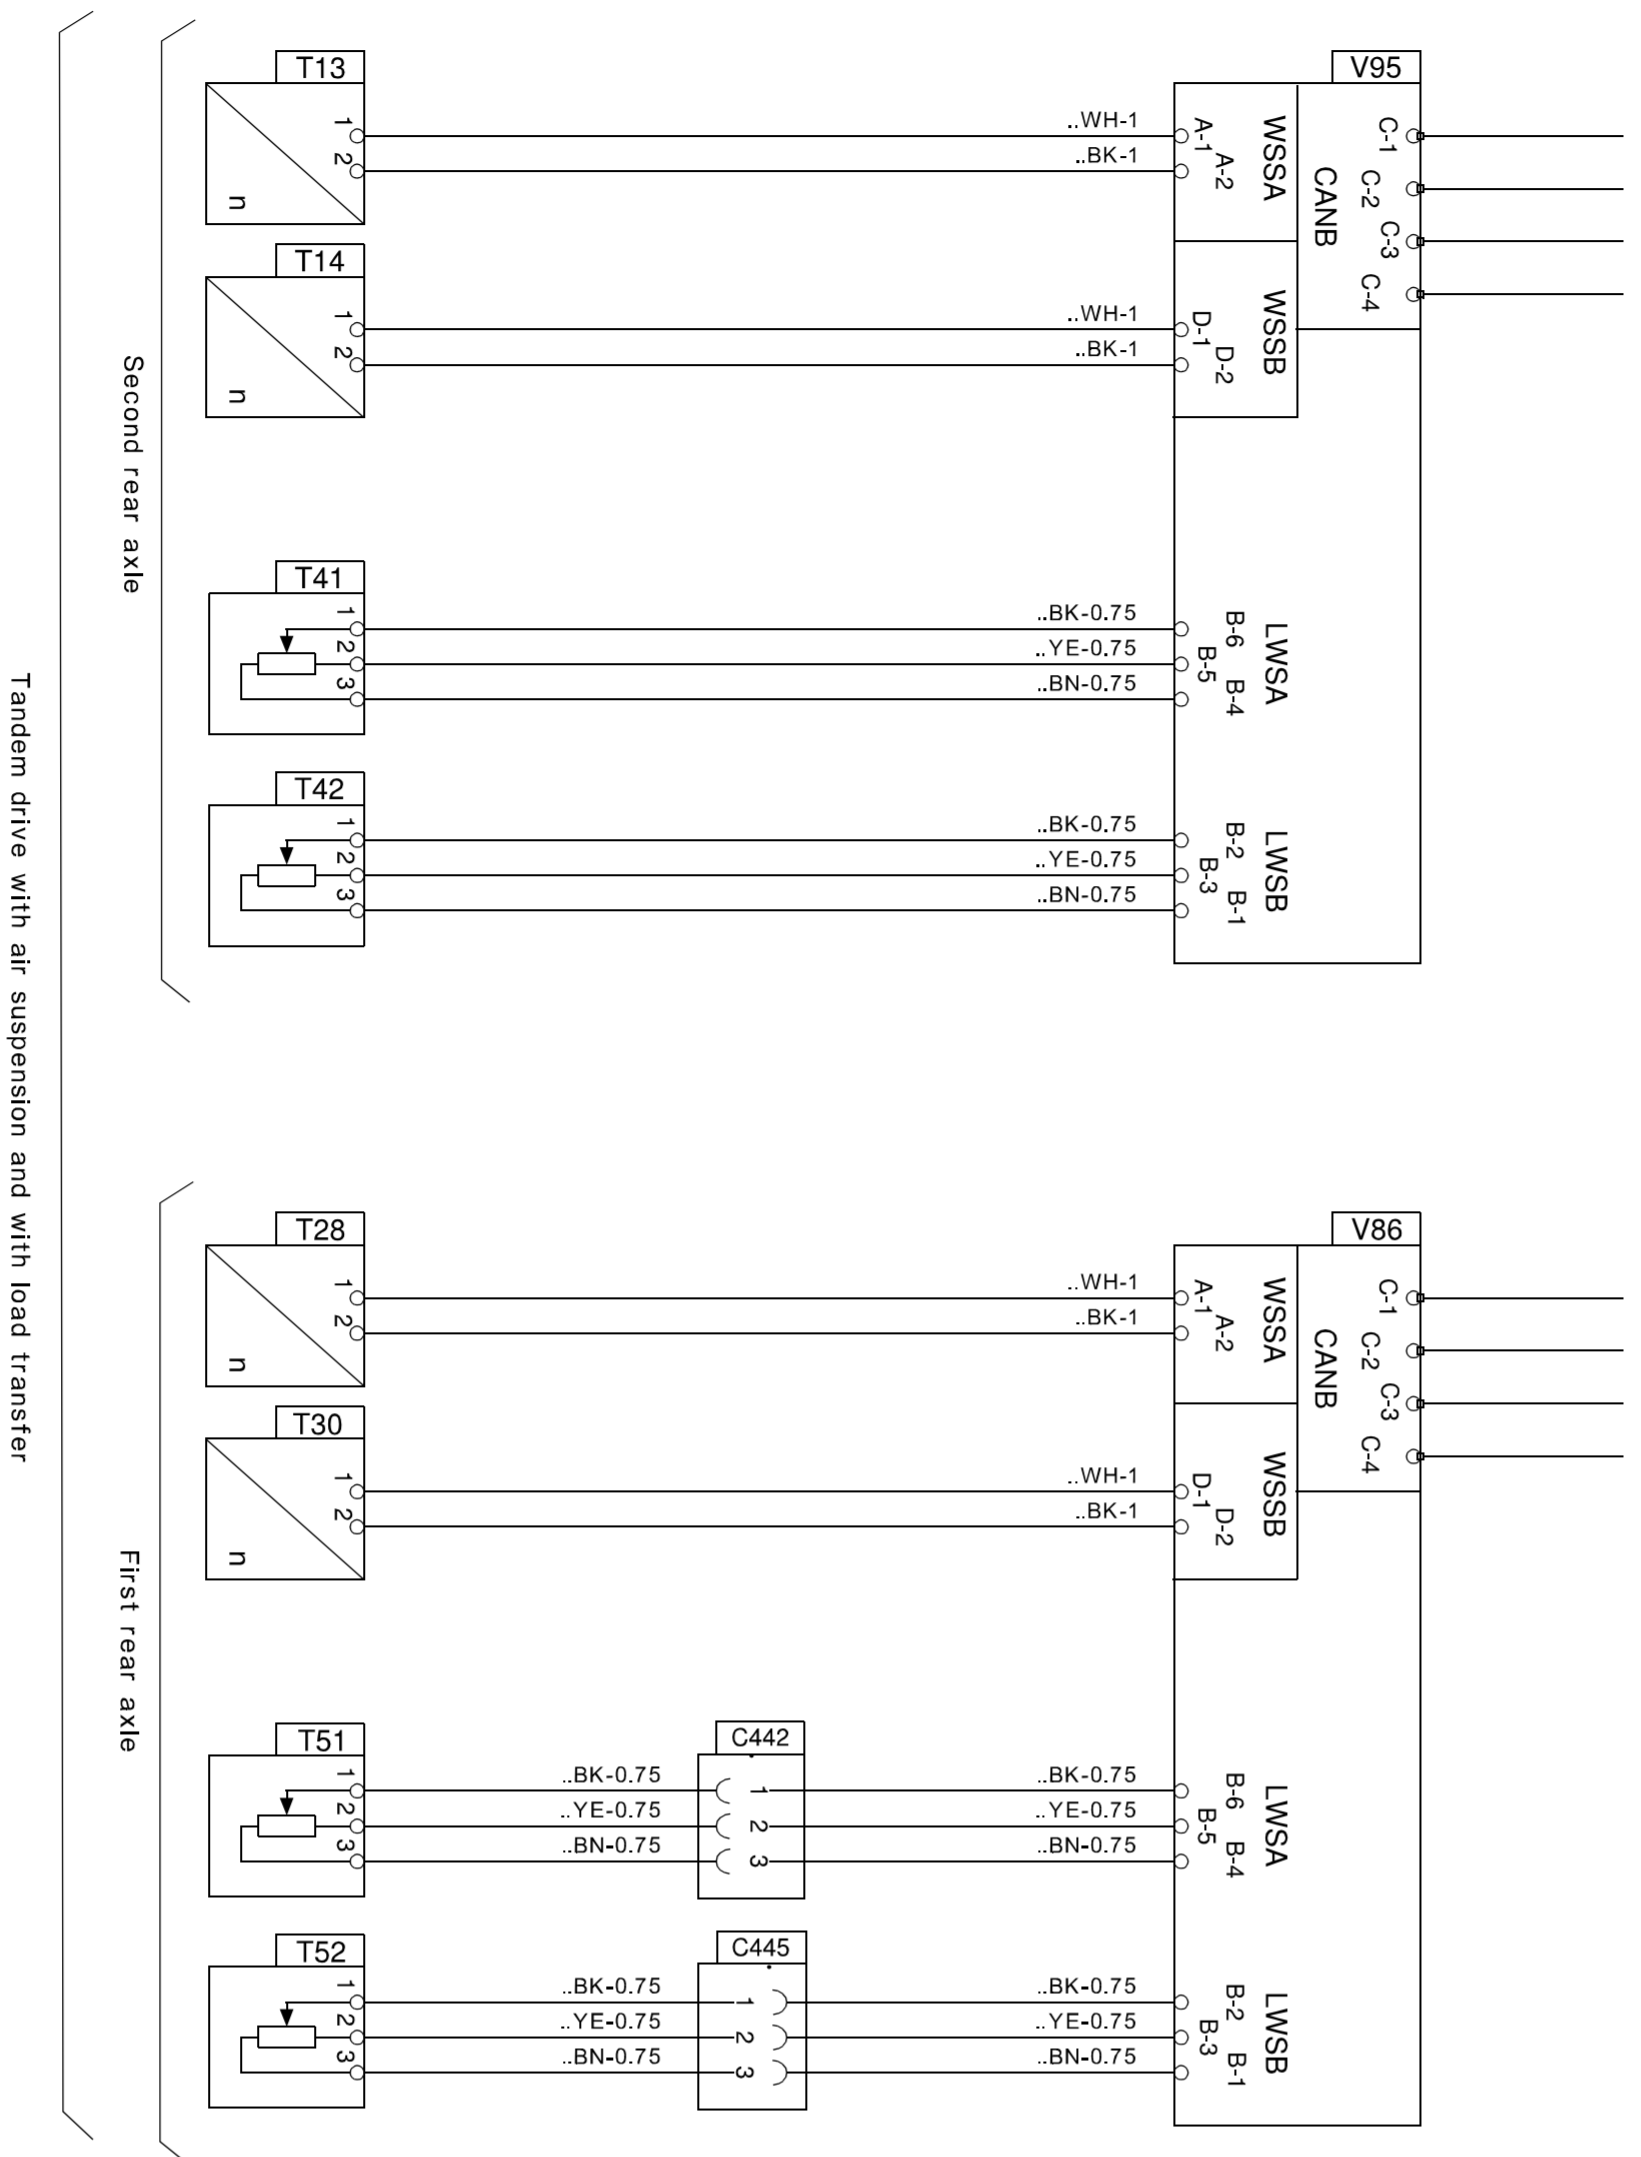 T13
V95
1
2
n
..WH-1
..BK-1
A-1
A-2
WSSA
CANB
C-1
C-2
C-3
C-4
T14
1
2
n
..WH-1
..BK-1
D-1
D-2
WSSB
T41
1
2
3
..BK-0.75
..YE-0.75
..BN-0.75
B-6
B-5
B-4
LWSA
T42
1
2
3
..BK-0.75
..YE-0.75
..BN-0.75
B-2
B-3
B-1
LWSB
Second rear axle
T28
V86
1
2
n
..WH-1
..BK-1
A-1
A-2
WSSA
CANB
C-1
C-2
C-3
C-4
T30
1
2
n
..WH-1
..BK-1
D-1
D-2
WSSB
T51
1
2
3
..BK-0.75
..YE-0.75
..BN-0.75
C442
1
2
3
..BK-0.75
..YE-0.75
..BN-0.75
B-6
B-5
B-4
LWSA
T52
1
2
3
..BK-0.75
..YE-0.75
..BN-0.75
C445
1
2
3
..BK-0.75
..YE-0.75
..BN-0.75
B-2
B-3
B-1
LWSB
First rear axle
Tandem drive with air suspension and with load transfer